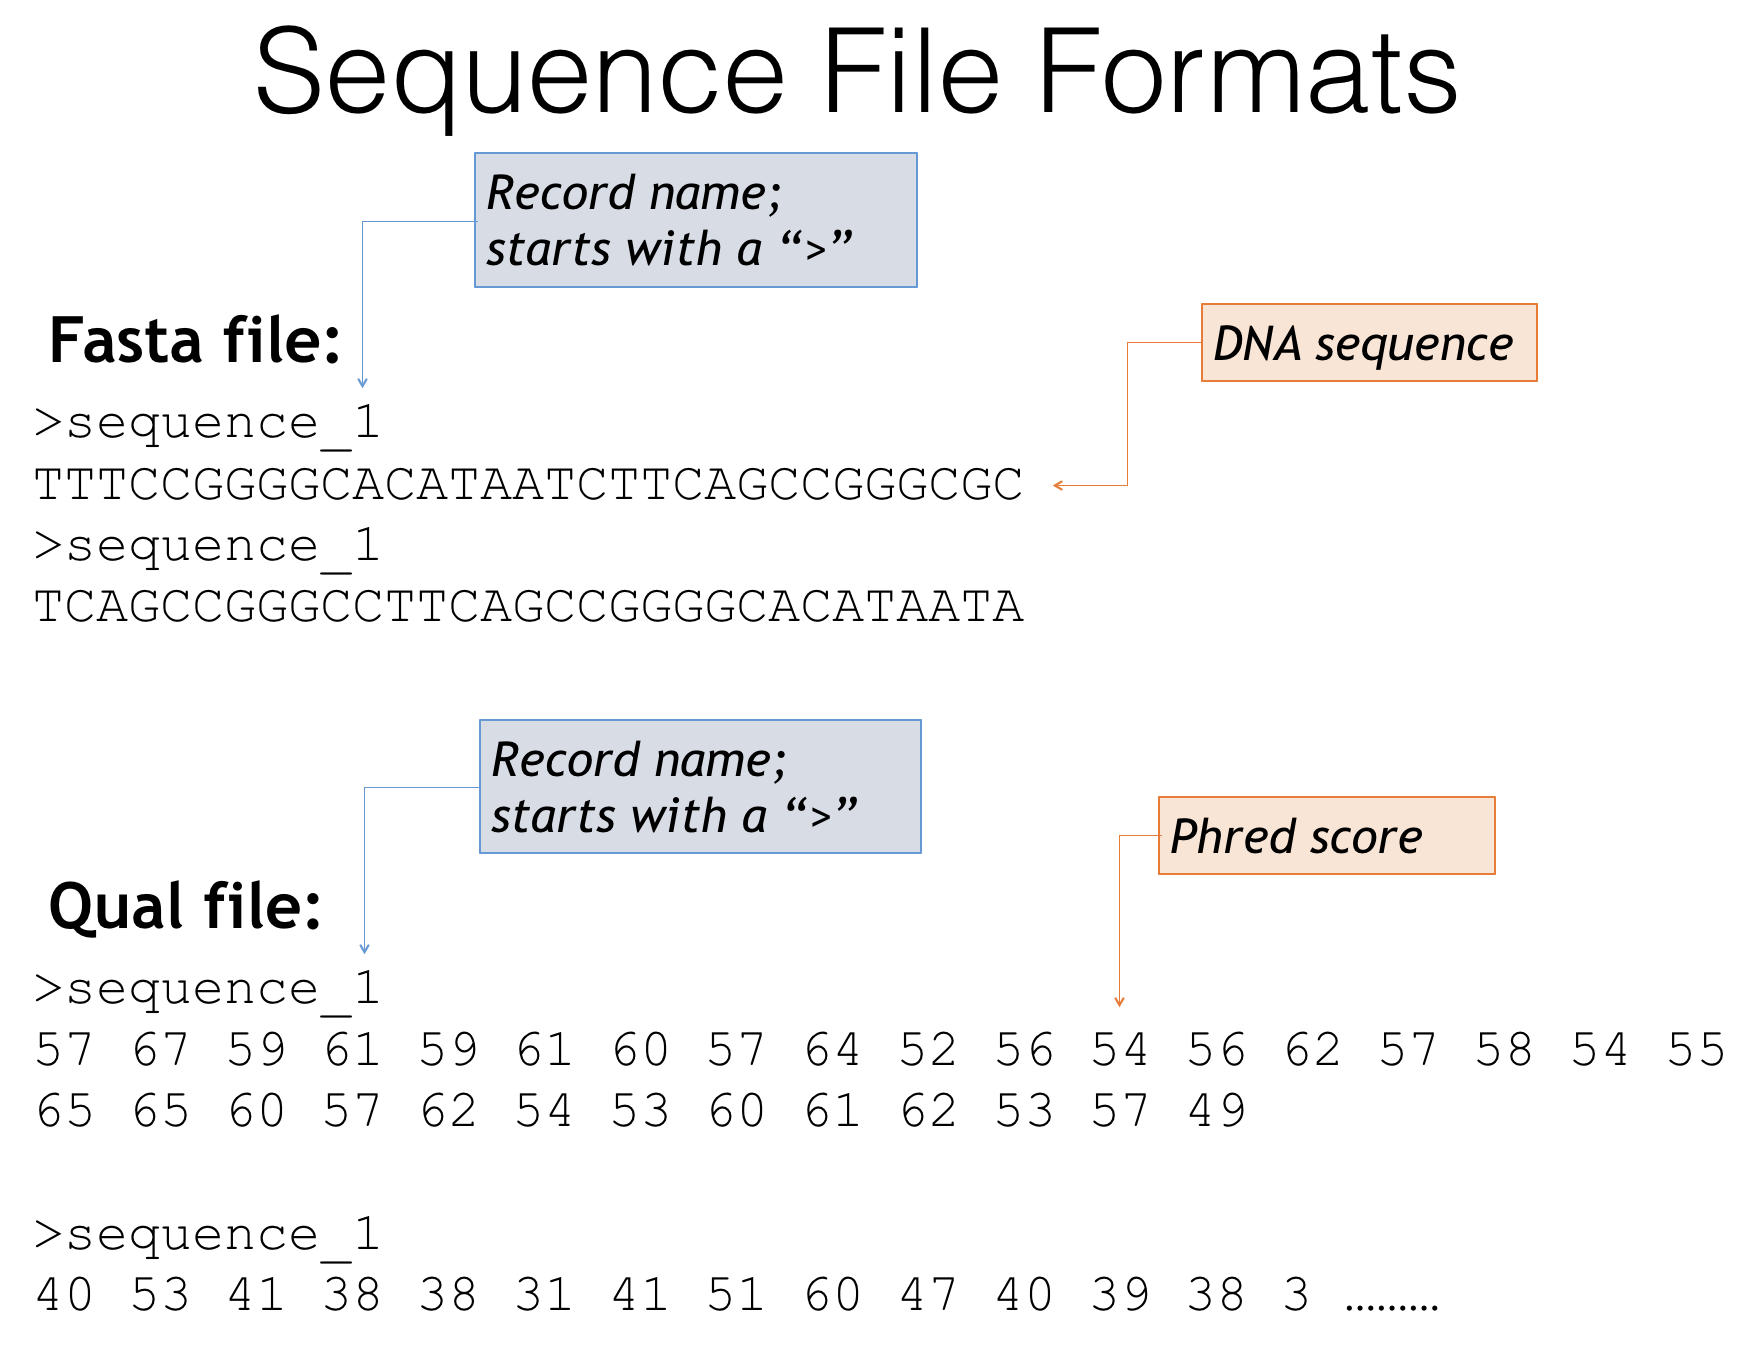 Sequence File Formats
Record name;
starts with a “>”
Fasta file:
DNA sequence
>sequence_1
TTTCCGGGGCACATAATCTTCAGCCGGGCGC
>sequence_1
TCAGCCGGGCCTTCAGCCGGGGCACATAATA
Record name;
starts with a “>”
Phred score
Qual file:
>sequence_1
57 67 59 61 59 61 60 57 64 52 56 54 56 62 57 58 54 55
65 65 60 57 62 54 53 60 61 62 53 57 49
>sequence_1
40 53 41 38 38 31 41 51 60 47 40 39 38 3 .........